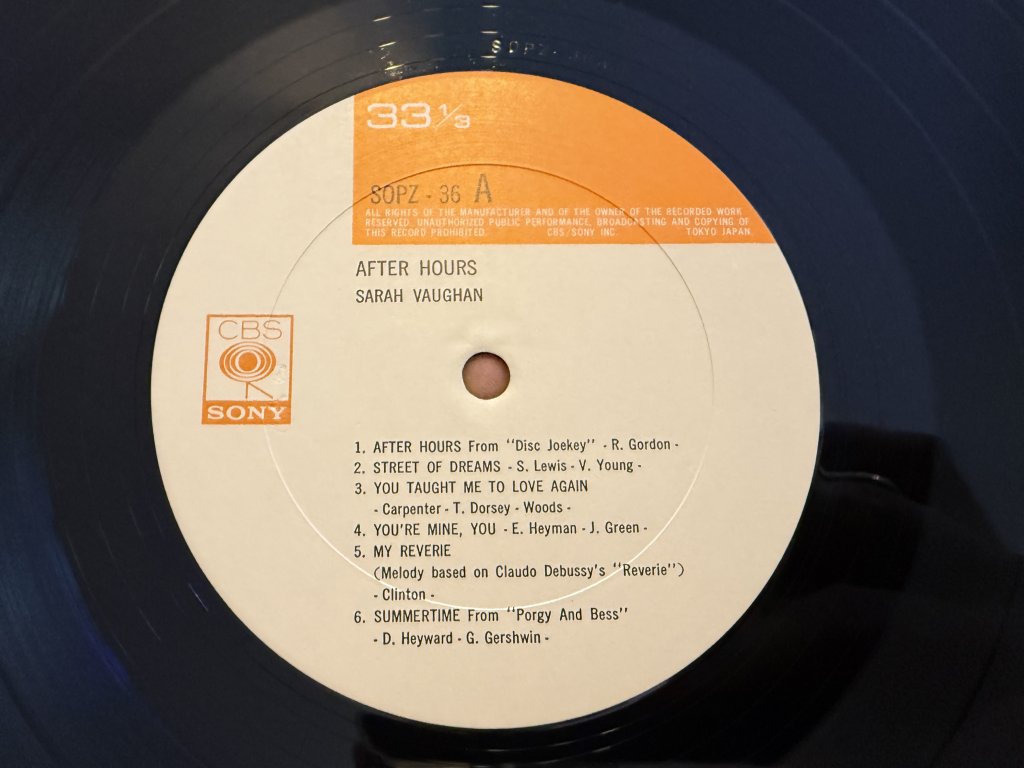 SOPZ-
33 1/3
SOPZ - 36 A
ALL RIGHTS OF THE MANUFACTURER AND OF THE OWNER OF THE RECORDED WORK
RESERVED. UNAUTHORIZED PUBLIC PERFORMANCE, BROADCASTING AND COPYING OF
THIS RECORD PROHIBITED. CBS/SONY INC. TOKYO JAPAN.
AFTER HOURS
SARAH VAUGHAN
CBS
SONY
1. AFTER HOURS From "Disc Joekey" - R. Gordon -
2. STREET OF DREAMS - S. Lewis - V. Young -
3. YOU TAUGHT ME TO LOVE AGAIN
- Carpenter - T. Dorsey - Woods -
4. YOU'RE MINE, YOU - E. Heyman - J. Green -
5. MY REVERIE
(Melody based on Claudo Debussy's "Reverie")
- Clinton -
6. SUMMERTIME From "Porgy And Bess"
- D. Heyward - G. Gershwin -